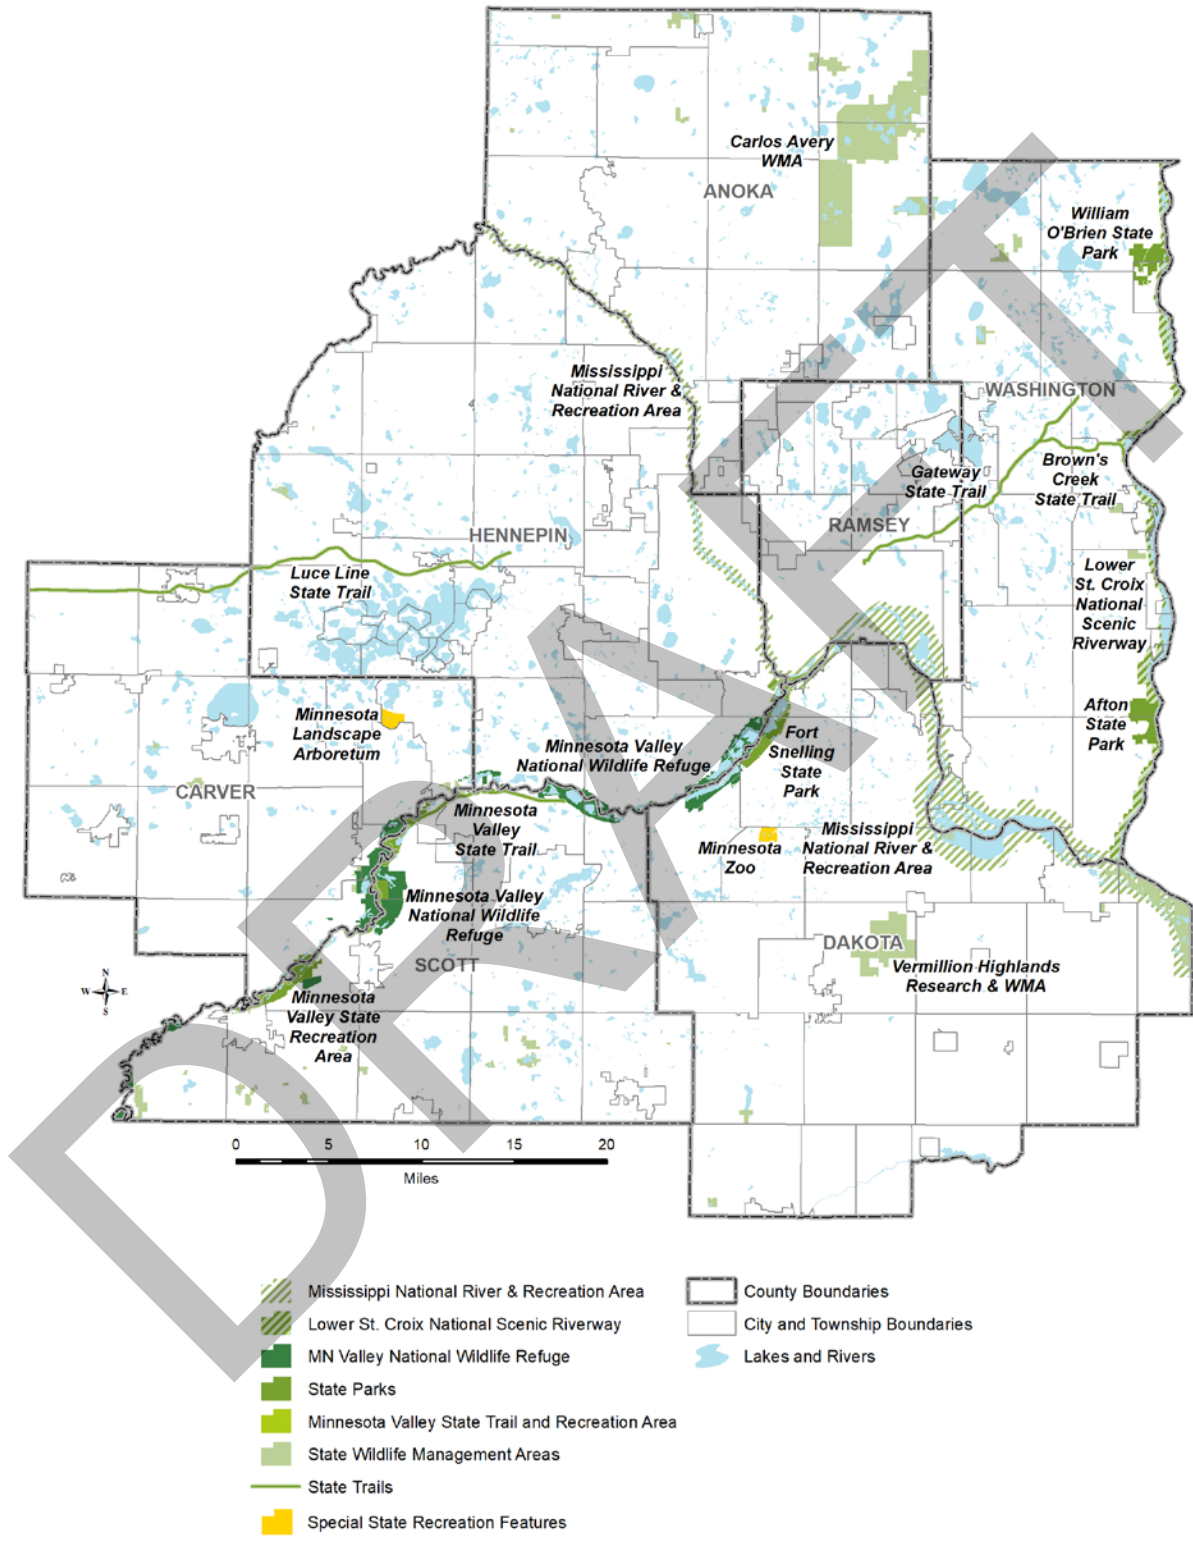 Carlos Avery
WMA
ANOKA
William
O'Brien State
Park
Mississippi
National River &
Recreation Area
WASHINGTON
Gateway
State Trail
Brown's
Creek
State Trail
RAMSEY
HENNEPIN
Luce Line
State Trail
Lower
St. Croix
National
Scenic
Riverway
Minnesota
Landscape
Arboretum
Minnesota Valley
National Wildlife Refuge
Fort
Snelling
State
Park
Afton
State
Park
CARVER
Minnesota
Valley
State Trail
Minnesota
Zoo
Mississippi
National River &
Recreation Area
Minnesota Valley
National Wildlife
Refuge
SCOTT
DAKOTA
Vermillion Highlands
Research & WMA
N
W E
S
Minnesota
Valley State
Recreation
Area
0 5 10 15 20
Miles
DRAFT
Mississippi National River & Recreation Area
Lower St. Croix National Scenic Riverway
MN Valley National Wildlife Refuge
State Parks
Minnesota Valley State Trail and Recreation Area
State Wildlife Management Areas
State Trails
Special State Recreation Features
County Boundaries
City and Township Boundaries
Lakes and Rivers